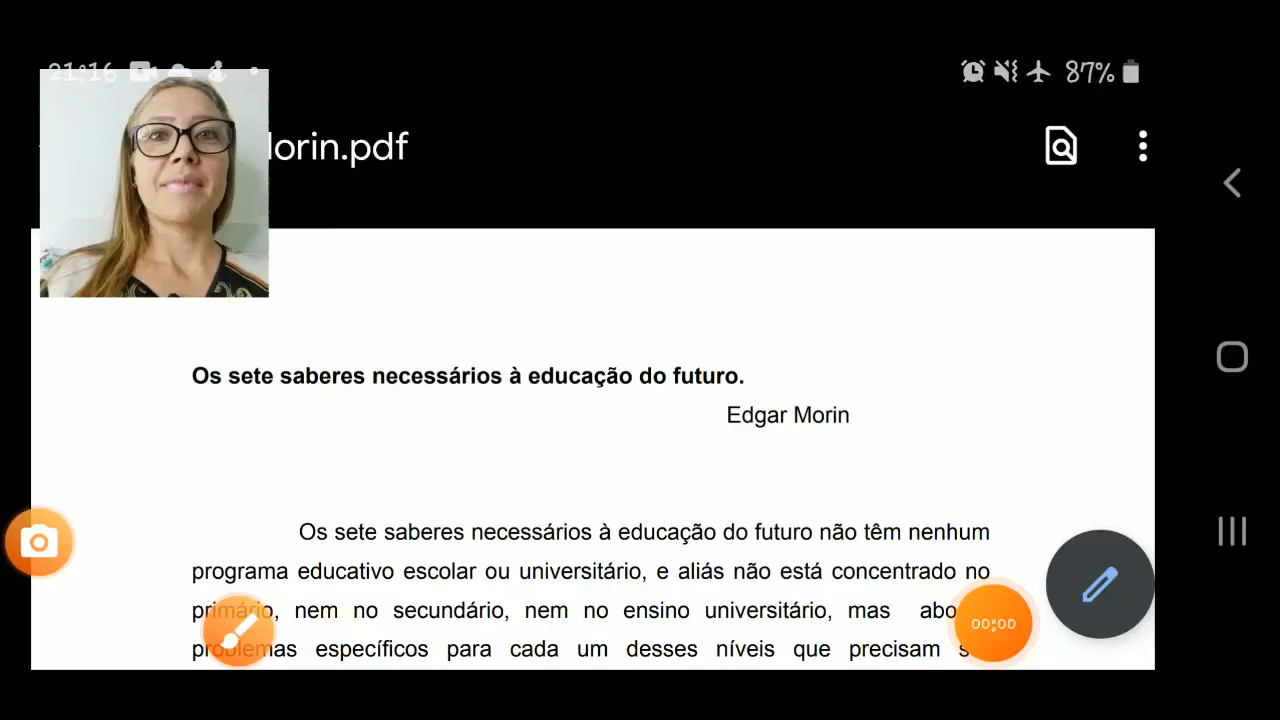 21:16
87%
lorin.pdf
Os sete saberes necessários à educação do futuro.
Edgar Morin
Os sete saberes necessários à educação do futuro não têm nenhum
programa educativo escolar ou universitário, e aliás não está concentrado no
primário, nem no secundário, nem no ensino universitário, mas
problemas específicos para cada um desses níveis que precisam
00:00